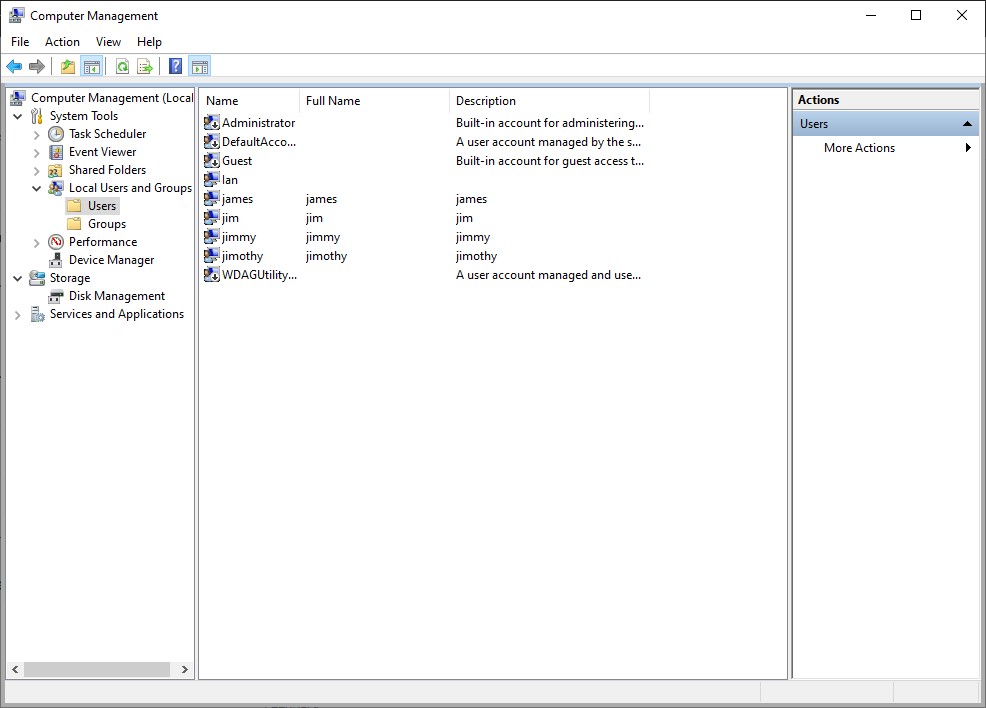 Computer Management
File Action View Help
Computer Management (Local
System Tools
Task Scheduler
Event Viewer
Shared Folders
Local Users and Groups
Users
Groups
Performance
Device Manager
Storage
Disk Management
Services and Applications
Name Full Name Description
Administrator Built-in account for administering...
DefaultAcco... A user account managed by the s...
Guest Built-in account for guest access t...
Ian
james james james
jim jim jim
jimmy jimmy jimmy
jimothy jimothy jimothy
WDAGUtility... A user account managed and use...
Actions
Users
More Actions